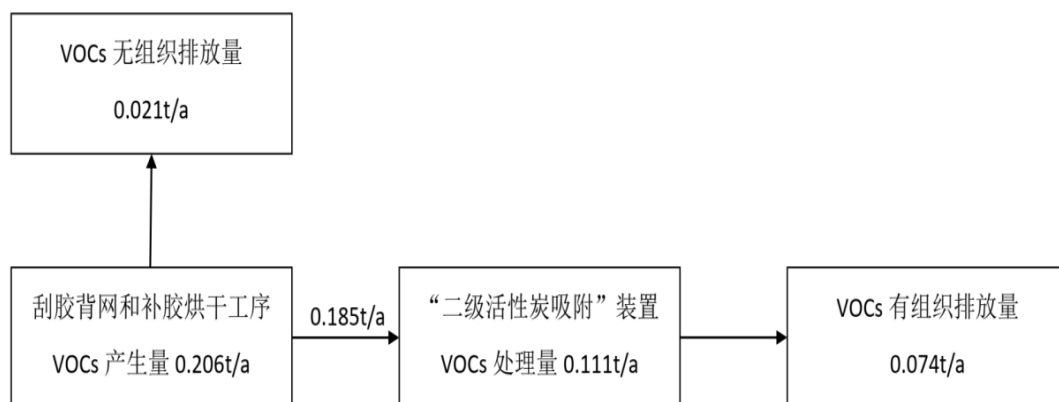 VOCs 无组织排放量
0.021t/a
刮胶背网和补胶烘干工序
VOCs 产生量 0.206t/a
0.185t/a
“二级活性炭吸附”装置
VOCs 处理量 0.111t/a
VOCs 有组织排放量
0.074t/a